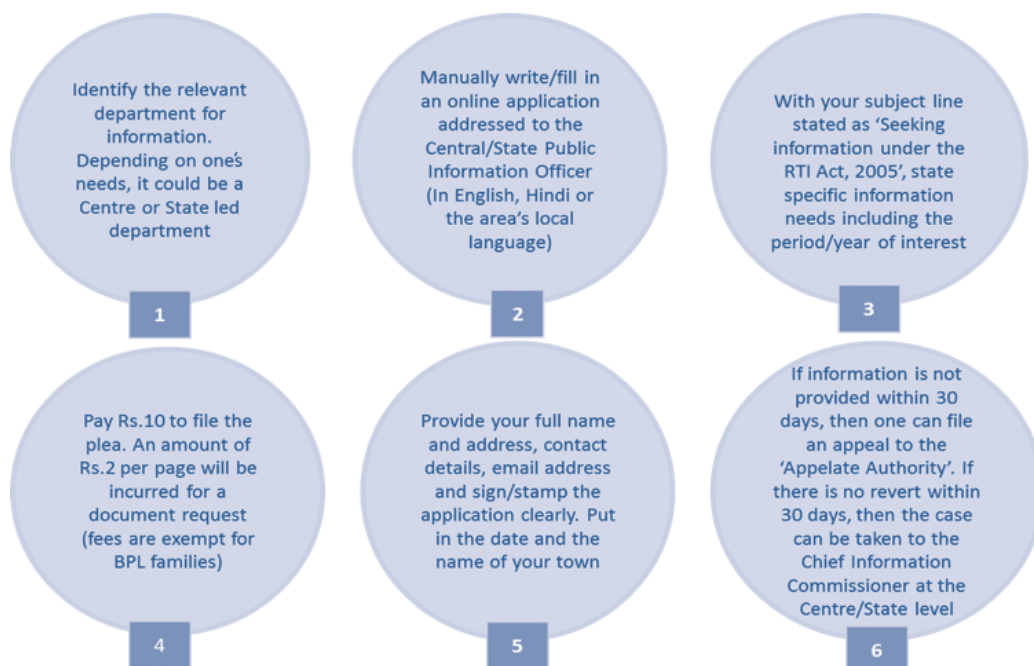 Identify the relevant
department for
information.
Depending on one's
needs, it could be a
Centre or State led
department
1
Manually write/fill in
an online application
addressed to the
Central/State Public
Information Officer
(In English, Hindi or
the area's local
language)
2
With your subject line
stated as 'Seeking
information under the
RTI Act, 2005', state
specific information
needs including the
period/year of interest
3
Pay Rs.10 to file the
plea. An amount of
Rs.2 per page will be
incurred for a
document request
(fees are exempt for
BPL families)
4
Provide your full name
and address, contact
details, email address
and sign/stamp the
application clearly. Put
in the date and the
name of your town
5
If information is not
provided within 30
days, then one can file
an appeal to the
'Appelate Authority'. If
there is no revert within
30 days, then the case
can be taken to the
Chief Information
Commissioner at the
Centre/State level
6